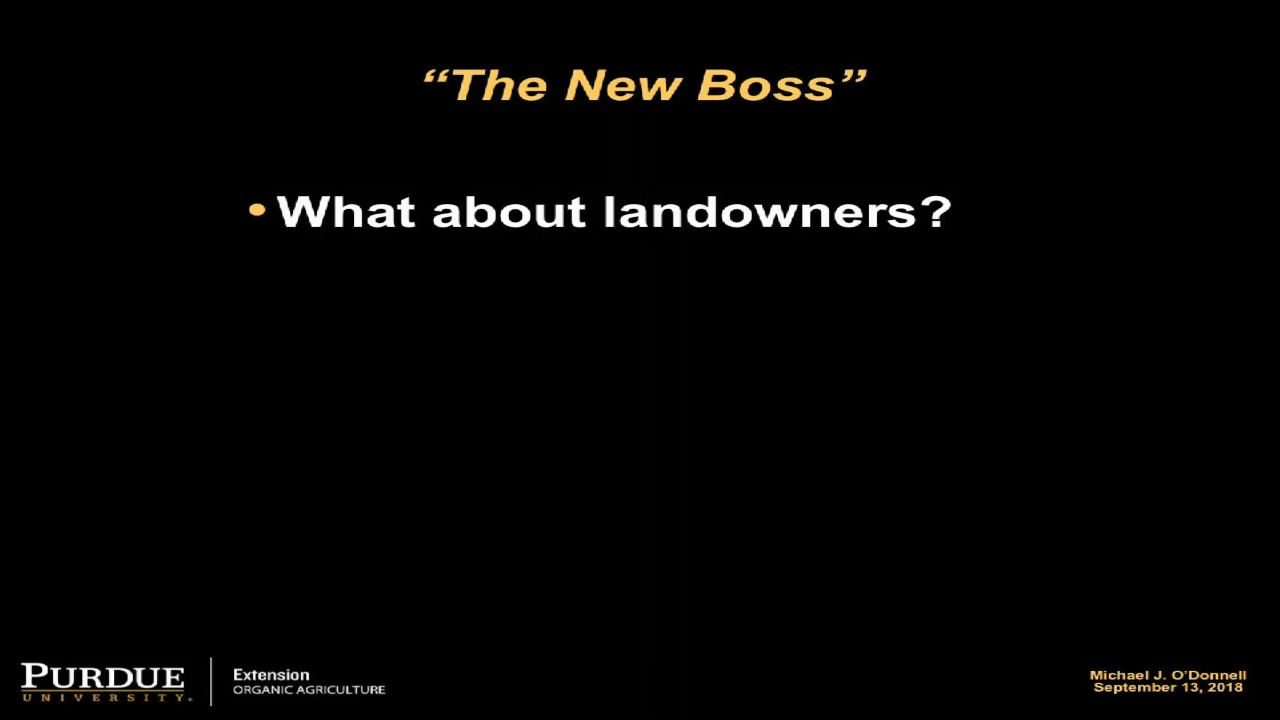 “The New Boss”
• What about landowners?
PURDUE
UNIVERSITY.
Extension
ORGANIC AGRICULTURE
Michael J. O’Donnell
September 13, 2018